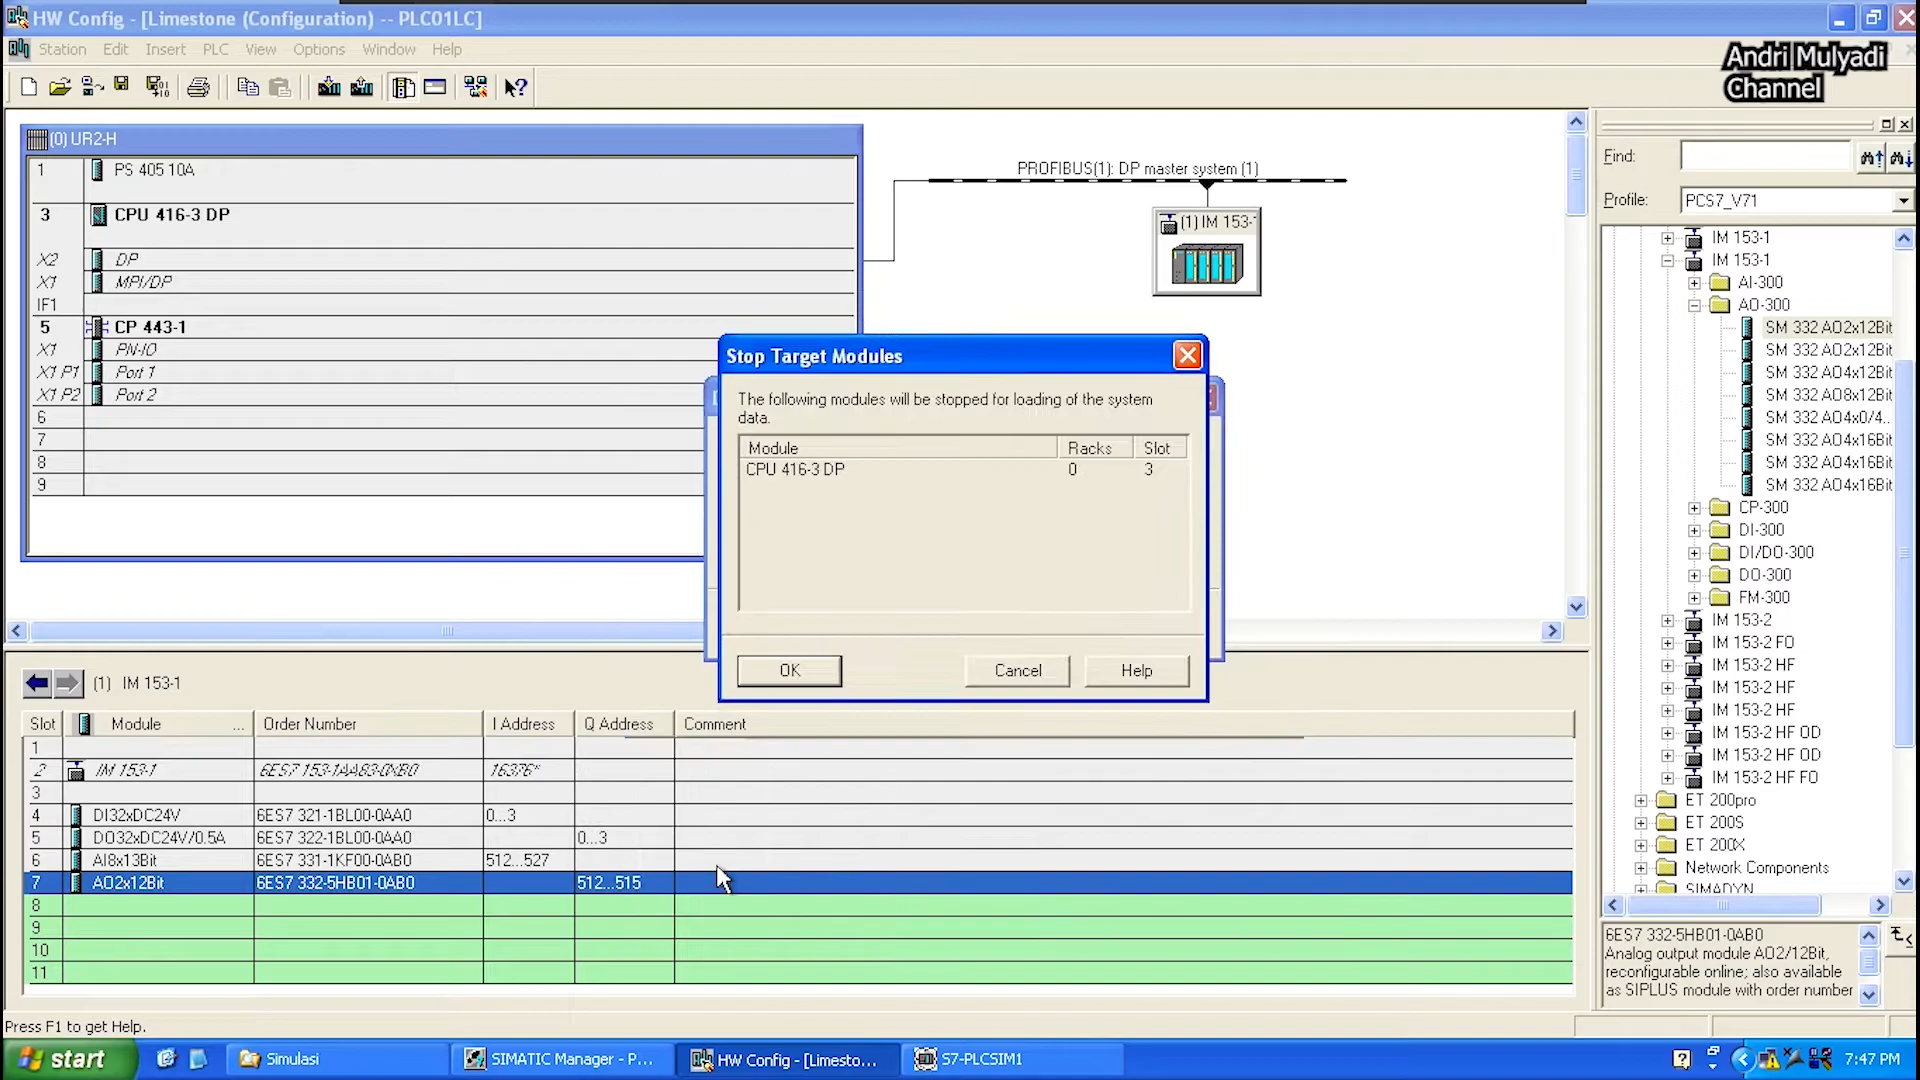 HW Config - [Limestone (Configuration) -- PLC01LC]
Station Edit Insert PLC View Options Window Help
Andri Mulyadi
Channel
(0) UR2-H
1 PS 405 10A
3 CPU 416-3 DP
X2 DP
X1 MPI/DP
IF1
5 CP 443-1
X1 PN-IO
X1 P1 Port 1
X1 P2 Port 2
6
7
8
9
PROFIBUS(1): DP master system (1)
(1) IM 153-
Stop Target Modules
The following modules will be stopped for loading of the system
data.
Module Racks Slot
CPU 416-3 DP 0 3
OK Cancel Help
Find:
Profile: PCS7_V71
IM 153-1
IM 153-1
AI-300
AO-300
SM 332 AO2x12Bit
SM 332 AO2x12Bit
SM 332 AO4x12Bit
SM 332 AO8x12Bit
SM 332 AO4x0/4..
SM 332 AO4x16Bit
SM 332 AO4x16Bit
SM 332 AO4x16Bit
CP-300
DI-300
DI/DO-300
DO-300
FM-300
IM 153-2
IM 153-2 FO
IM 153-2 HF
IM 153-2 HF
IM 153-2 HF
IM 153-2 HF OD
IM 153-2 HF OD
IM 153-2 HF FO
ET 200pro
ET 200S
ET 200X
Network Components
SIMADYN
6ES7 332-5HB01-0AB0
Analog output module AO2/12Bit,
reconfigurable online; also available
as SIPLUS module with order number
(1) IM 153-1
Slot Module ... Order Number I Address Q Address Comment
1
2 IM 153-1 6ES7 153-1AA83-0XB0 16376*
3
4 DI32xDC24V 6ES7 321-1BL00-0AA0 0...3
5 DO32xDC24V/0.5A 6ES7 322-1BL00-0AA0 0...3
6 AI8x13Bit 6ES7 331-1KF00-0AB0 512...527
7 AO2x12Bit 6ES7 332-5HB01-0AB0 512...515
8
9
10
11
Press F1 to get Help.
start Simulasi SIMATIC Manager - P... HW Config - [Limesto... S7-PLCSIM1 7:47 PM